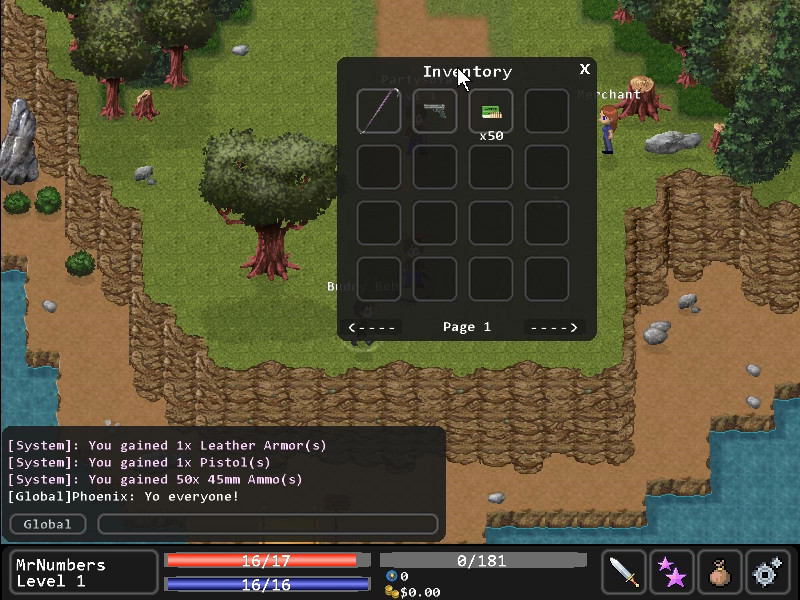 Party
Inventory
X
Merchant
x50
Buddy Bob
<----
Page 1
---->
[System]: You gained 1x Leather Armor(s)
[System]: You gained 1x Pistol(s)
[System]: You gained 50x 45mm Ammo(s)
[Global]Phoenix: Yo everyone!
Global
MrNumbers
Level 1
16/17
16/16
0/181
0
$0.00